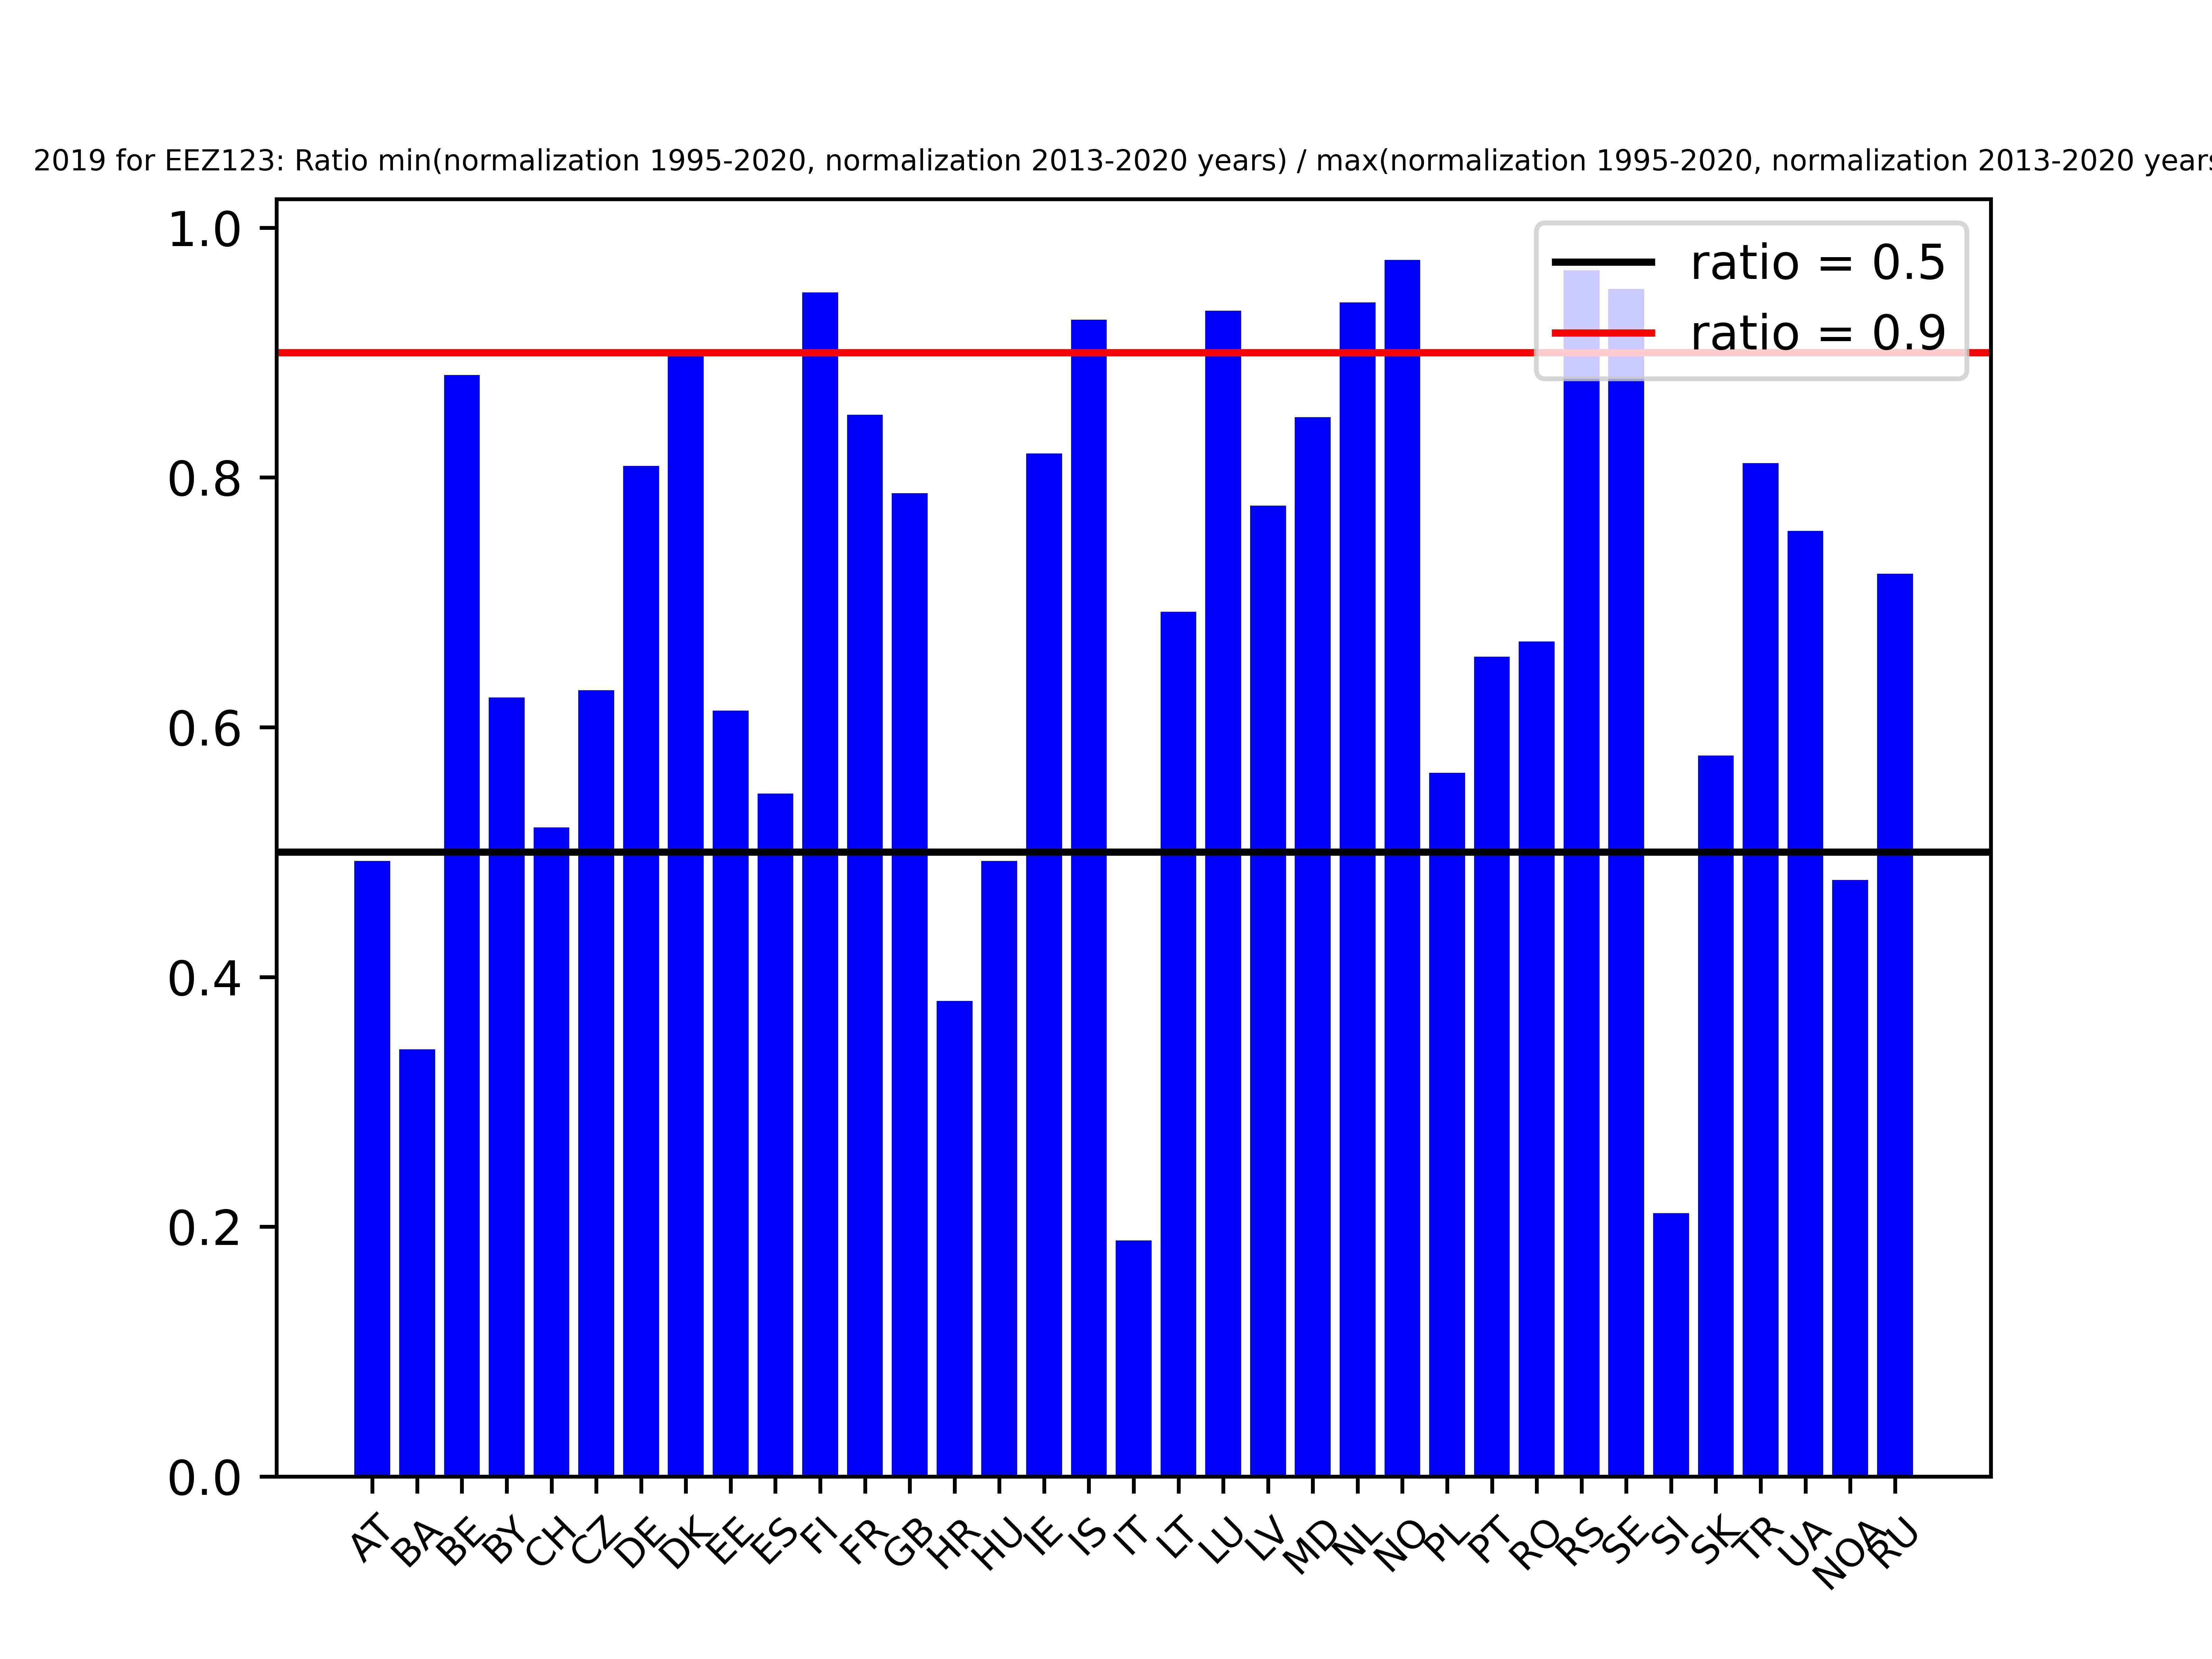 2019 for EEZ123: Ratio min(normalization 1995-2020, normalization 2013-2020 years) / max(normalization 1995-2020, normalization 2013-2020 years
ratio = 0.5
ratio = 0.9
1.0
0.8
0.6
0.4
0.2
0.0
AT BA BE BY CH CZ DE DK EE ES FI FR GB HR HU IE IS IT LT LU LV MD NL NO PL PT RO RS SE SI SK TR UA NOA RU